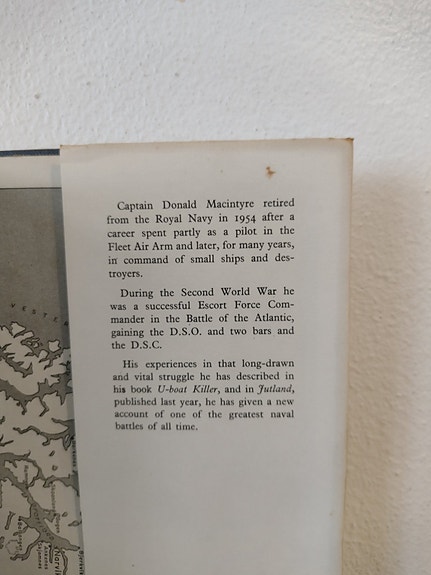 Captain Donald Macintyre retired
from the Royal Navy in 1954 after a
career spent partly as a pilot in the
Fleet Air Arm and later, for many years,
in command of small ships and des-
troyers.
During the Second World War he
was a successful Escort Force Com-
mander in the Battle of the Atlantic,
gaining the D.S.O. and two bars and
the D.S.C.
His experiences in that long-drawn
and vital struggle he has described in
his book U-boat Killer, and in Jutland,
published last year, he has given a new
account of one of the greatest naval
battles of all time.
VESTE
Narvik